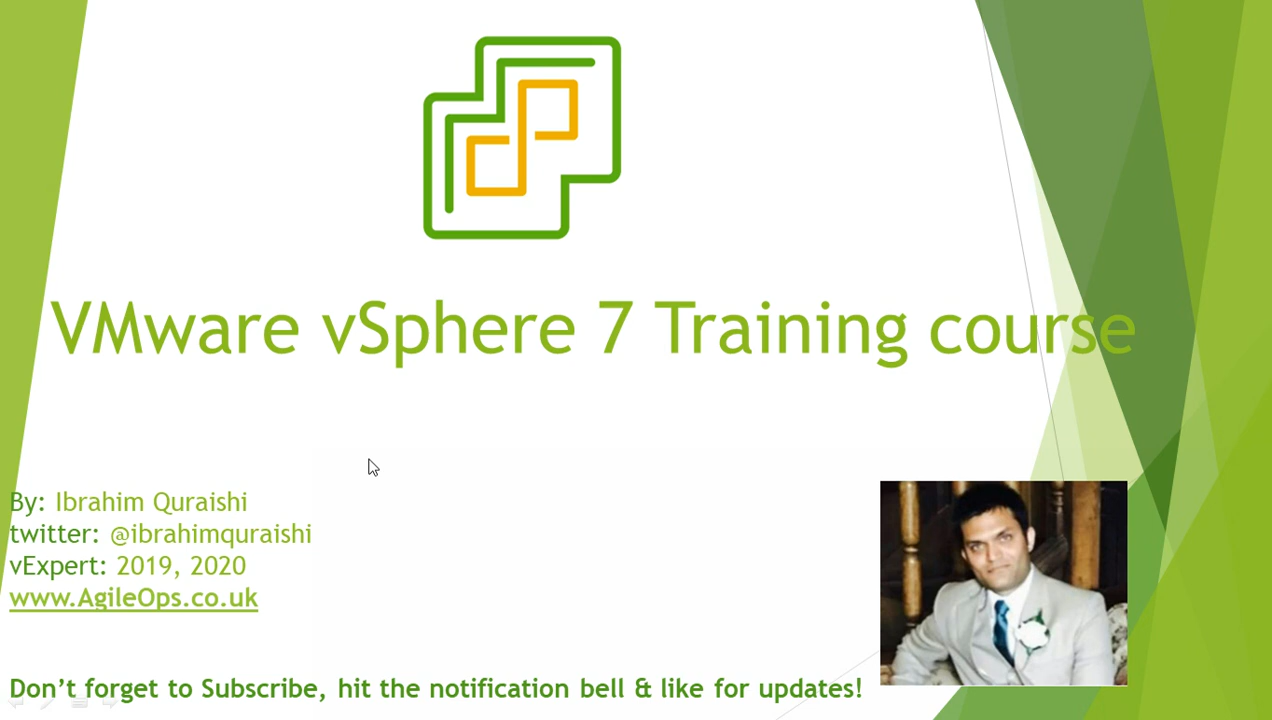 VMware vSphere 7 Training course
By: Ibrahim Quraishi
twitter: @ibrahimquraishi
vExpert: 2019, 2020
www.AgileOps.co.uk
Don’t forget to Subscribe, hit the notification bell & like for updates!